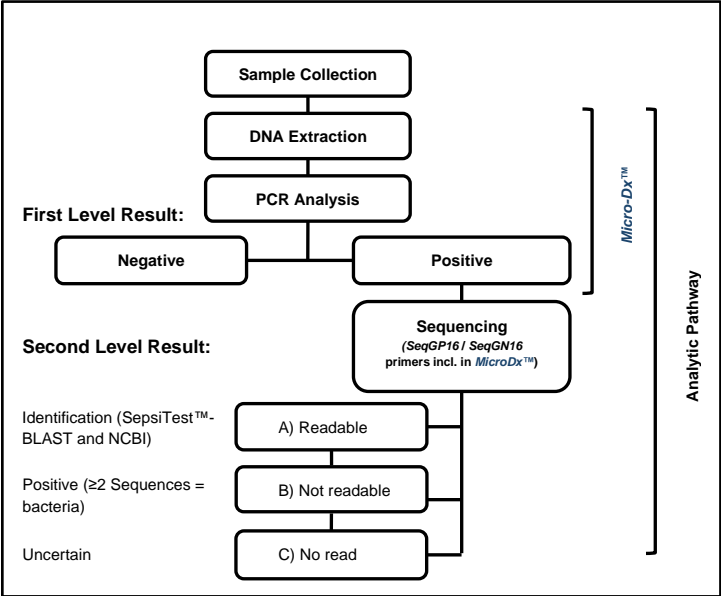 Sample Collection
DNA Extraction
PCR Analysis
First Level Result:
Negative
Positive
Sequencing
(SeqGP16 / SeqGN16
primers incl. in MicroDx™)
Second Level Result:
Identification (SepsiTest™-
BLAST and NCBI)
A) Readable
Positive (≥2 Sequences =
bacteria)
B) Not readable
Uncertain
C) No read
Micro-Dx™
Analytic Pathway